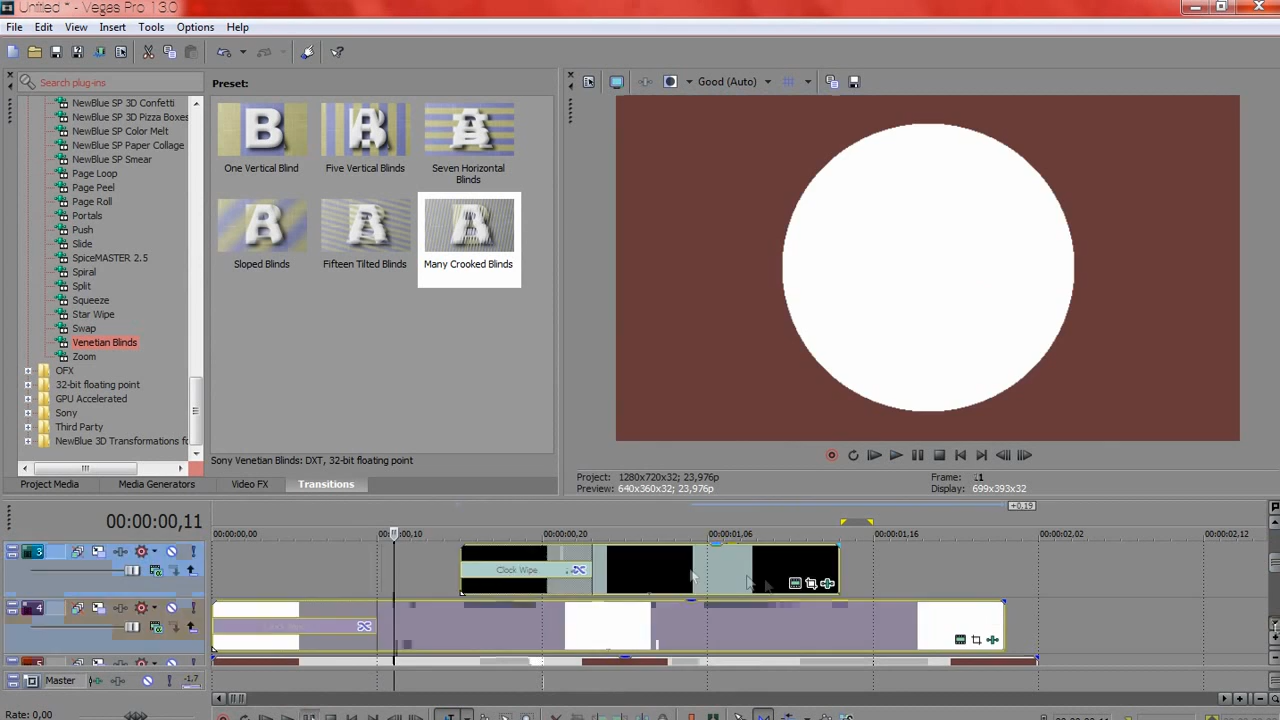 Untitled * - Vegas Pro 13.0
File Edit View Insert Tools Options Help
Search plug-ins
Preset:
Good (Auto)
NewBlue SP 3D Confetti
NewBlue SP 3D Pizza Boxes
NewBlue SP Color Melt
NewBlue SP Paper Collage
NewBlue SP Smear
Page Loop
Page Peel
Page Roll
Portals
Push
Slide
SpiceMASTER 2.5
Spiral
Split
Squeeze
Star Wipe
Swap
Venetian Blinds
Zoom
OFX
32-bit floating point
GPU Accelerated
Sony
Third Party
NewBlue 3D Transformations fo
One Vertical Blind
Five Vertical Blinds
Seven Horizontal
Blinds
Sloped Blinds
Fifteen Tilted Blinds
Many Crooked Blinds
Sony Venetian Blinds: DXT, 32-bit floating point
Project Media
Media Generators
Video FX
Transitions
Project: 1280x720x32; 23,976p
Preview: 640x360x32; 23,976p
Frame: 11
Display: 699x393x32
+0.19
00:00:00,11
00:00:00,00
00:00:00,10
00:00:00,20
00:00:01,06
00:00:01,16
00:00:02,02
00:00:02,12
3
Clock Wipe
4
Master
-1.7
Rate: 0,00